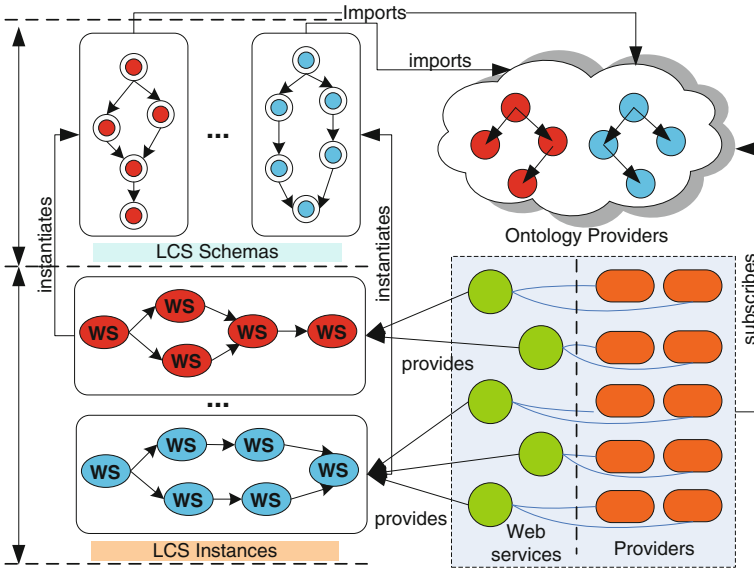 Imports
imports
...
instantiates
instantiates
LCS Schemas
Ontology Providers
subscribes
WS
WS
WS
WS
WS
provides
...
WS
WS
WS
WS
WS
WS
provides
LCS Instances
Web
services
Providers